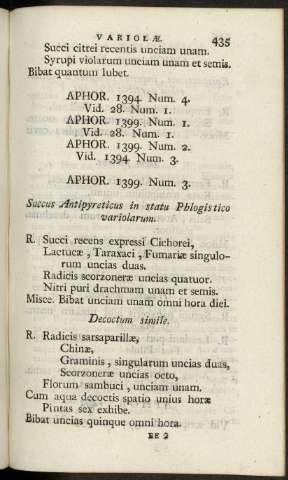 VARIOLÆ. 435
Succi citrei recentis unciam unam.
Syrupi violarum unciam unam et semis.
Bibat quantum lubet.
APHOR. 1394. Num. 4.
Vid. 28. Num. 1.
APHOR. 1399. Num. 1.
Vid. 28. Num. 1.
APHOR. 1399. Num. 2.
Vid. 1394. Num. 3.
APHOR. 1399. Num. 3.
Succus Antipyreticus in statu Phlogistico
variolarum.
R. Succi recens expressi Cichorei,
Lactucæ, Taraxaci, Fumariæ singulo-
rum uncias duas.
Radicis scorzoneræ uncias quatuor.
Nitri puri drachmam unam et semis.
Misce. Bibat unciam unam omni hora diei.
Decoctum simile.
R. Radicis sarsaparillæ,
Chinæ,
Graminis, singularum uncias duas,
Scorzoneræ uncias octo,
Florum sambuci, unciam unam.
Cum aqua decoctis spatio unius horæ
Pintas sex exhibe.
Bibat uncias quinque omni hora.
EE 2